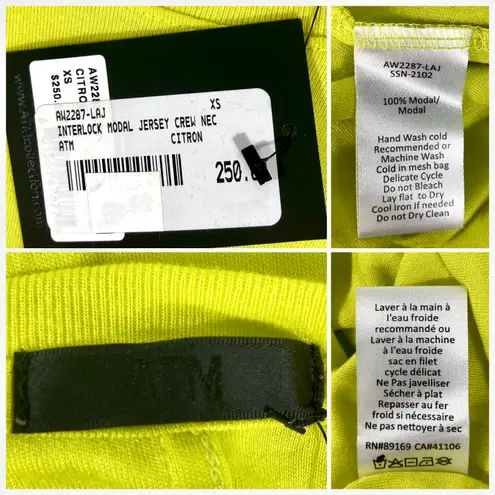 www.ATMcollection.com
AW228
CITRO
XS
$250.
AW2287-LAJ XS
INTERLOCK MODAL JERSEY CREW NEC
ATM CITRON
250.
AW2287-LAJ
SSN-2102
100% Modal/
Modal
Hand Wash cold
Recommended or
Machine Wash
Cold in mesh bag
Delicate Cycle
Do not Bleach
Lay flat to Dry
Cool Iron If needed
Do not Dry Clean
M
Laver à la main à
l'eau froide
recommandé ou
Laver à la machine
à l'eau froide
sac en filet
cycle délicat
Ne Pas javelliser
Sécher à plat
Repasser au fer
froid si nécessaire
Ne pas nettoyer à sec
RN#89169 CA#41106